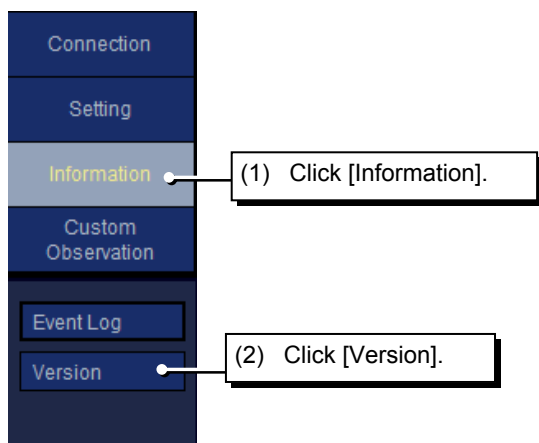 Connection
Setting
Information
(1) Click [Information].
Custom
Observation
Event Log
Version
(2) Click [Version].